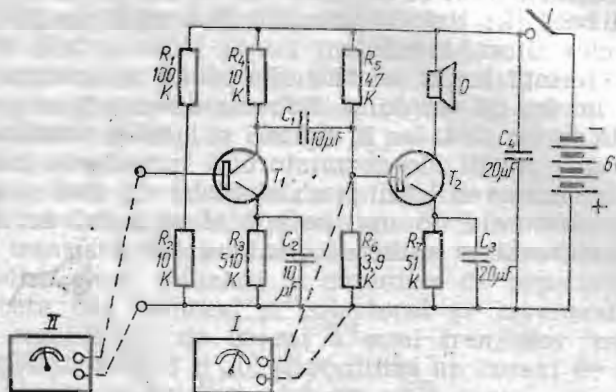 R₁
100
K
R₄
10
K
R₅
47
K
D
C₁
10μF
T₁
T₂
C₄
20μF
−
6
+
R₂
10
K
R₃
510
K
C₂
10
μF
R₆
3,9
K
R₇
51
K
C₃
20μF
II
I